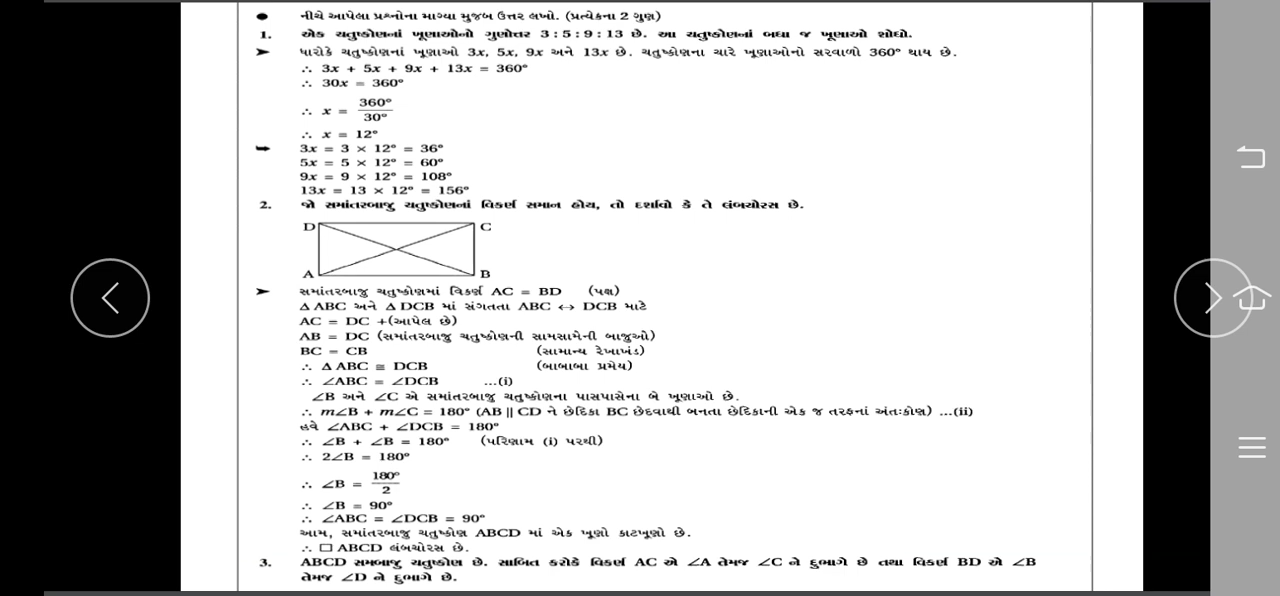 ● નીચે આપેલા પ્રશ્નોના માગ્યા મુજબ ઉત્તર લખો. (પ્રત્યેકના 2 ગુણ)
1. એક ચતુષ્કોણનાં ખૂણાઓનો ગુણોત્તર 3 : 5 : 9 : 13 છે. આ ચતુષ્કોણનાં બધા જ ખૂણાઓ શોધો.
➤ ધારોકે ચતુષ્કોણનાં ખૂણાઓ 3x, 5x, 9x અને 13x છે. ચતુષ્કોણના ચારે ખૂણાઓનો સરવાળો 360° થાય છે.
∴ 3x + 5x + 9x + 13x = 360°
∴ 30x = 360°
∴ x = 360° / 30°
∴ x = 12°
➥ 3x = 3 × 12° = 36°
5x = 5 × 12° = 60°
9x = 9 × 12° = 108°
13x = 13 × 12° = 156°
2. જો સમાંતરબાજુ ચતુષ્કોણનાં વિકર્ણ સમાન હોય, તો દર્શાવો કે તે લંબચોરસ છે.
D C
A B
➤ સમાંતરબાજુ ચતુષ્કોણમાં વિકર્ણ AC = BD (પક્ષ)
Δ ABC અને Δ DCB માં સંગતતા ABC ↔ DCB માટે
AC = DC +(આપેલ છે)
AB = DC (સમાંતરબાજુ ચતુષ્કોણની સામસામેની બાજુઓ)
BC = CB (સામાન્ય રેખાખંડ)
∴ Δ ABC ≅ DCB (બાબાબા પ્રમેય)
∴ ∠ABC = ∠DCB ...(i)
∠B અને ∠C એ સમાંતરબાજુ ચતુષ્કોણના પાસપાસેના બે ખૂણાઓ છે.
∴ m∠B + m∠C = 180° (AB || CD ને છેદિકા BC છેદવાથી બનતા છેદિકાની એક જ તરફનાં અંતઃકોણ) ...(ii)
હવે ∠ABC + ∠DCB = 180°
∴ ∠B + ∠B = 180° (પરિણામ (i) પરથી)
∴ 2∠B = 180°
∴ ∠B = 180° / 2
∴ ∠B = 90°
∴ ∠ABC = ∠DCB = 90°
આમ, સમાંતરબાજુ ચતુષ્કોણ ABCD માં એક ખૂણો કાટખૂણો છે.
∴ □ ABCD લંબચોરસ છે.
3. ABCD સમબાજુ ચતુષ્કોણ છે. સાબિત કરોકે વિકર્ણ AC એ ∠A તેમજ ∠C ને દુભાગે છે તથા વિકર્ણ BD એ ∠B
તેમજ ∠D ને દુભાગે છે.